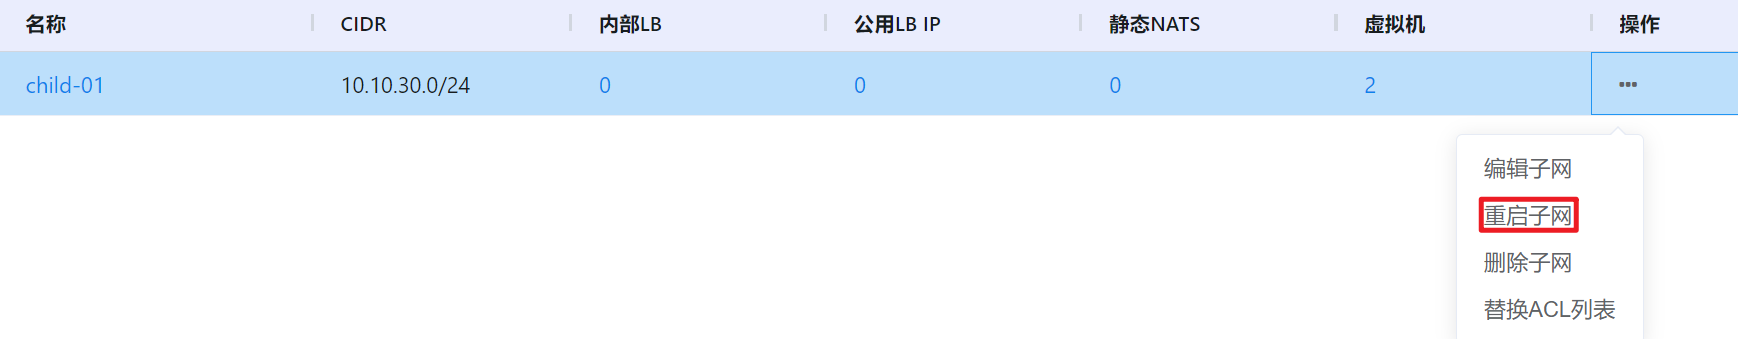 名称 CIDR 内部LB 公用LB IP 静态NATS 虚拟机 操作
child-01 10.10.30.0/24 0 0 0 2 •••
编辑子网
重启子网
删除子网
替换ACL列表